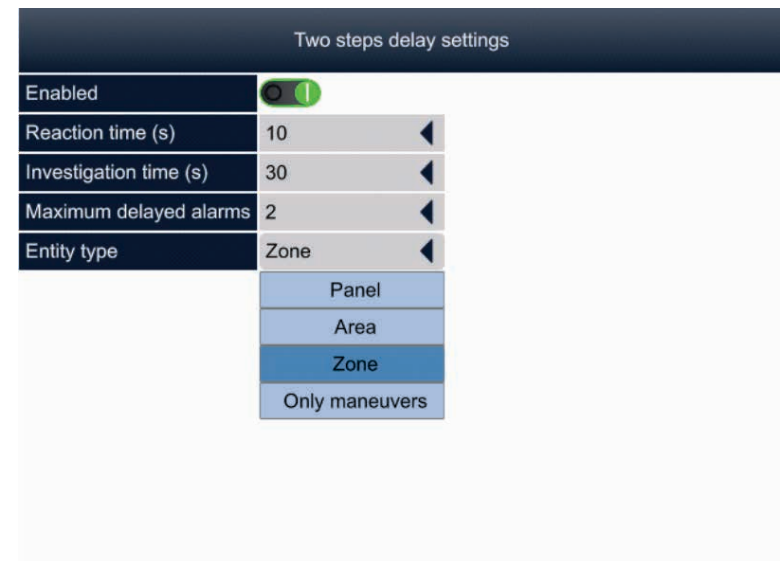 Two steps delay settings
Enabled
Reaction time (s) 10
Investigation time (s) 30
Maximum delayed alarms 2
Entity type Zone
Panel
Area
Zone
Only maneuvers